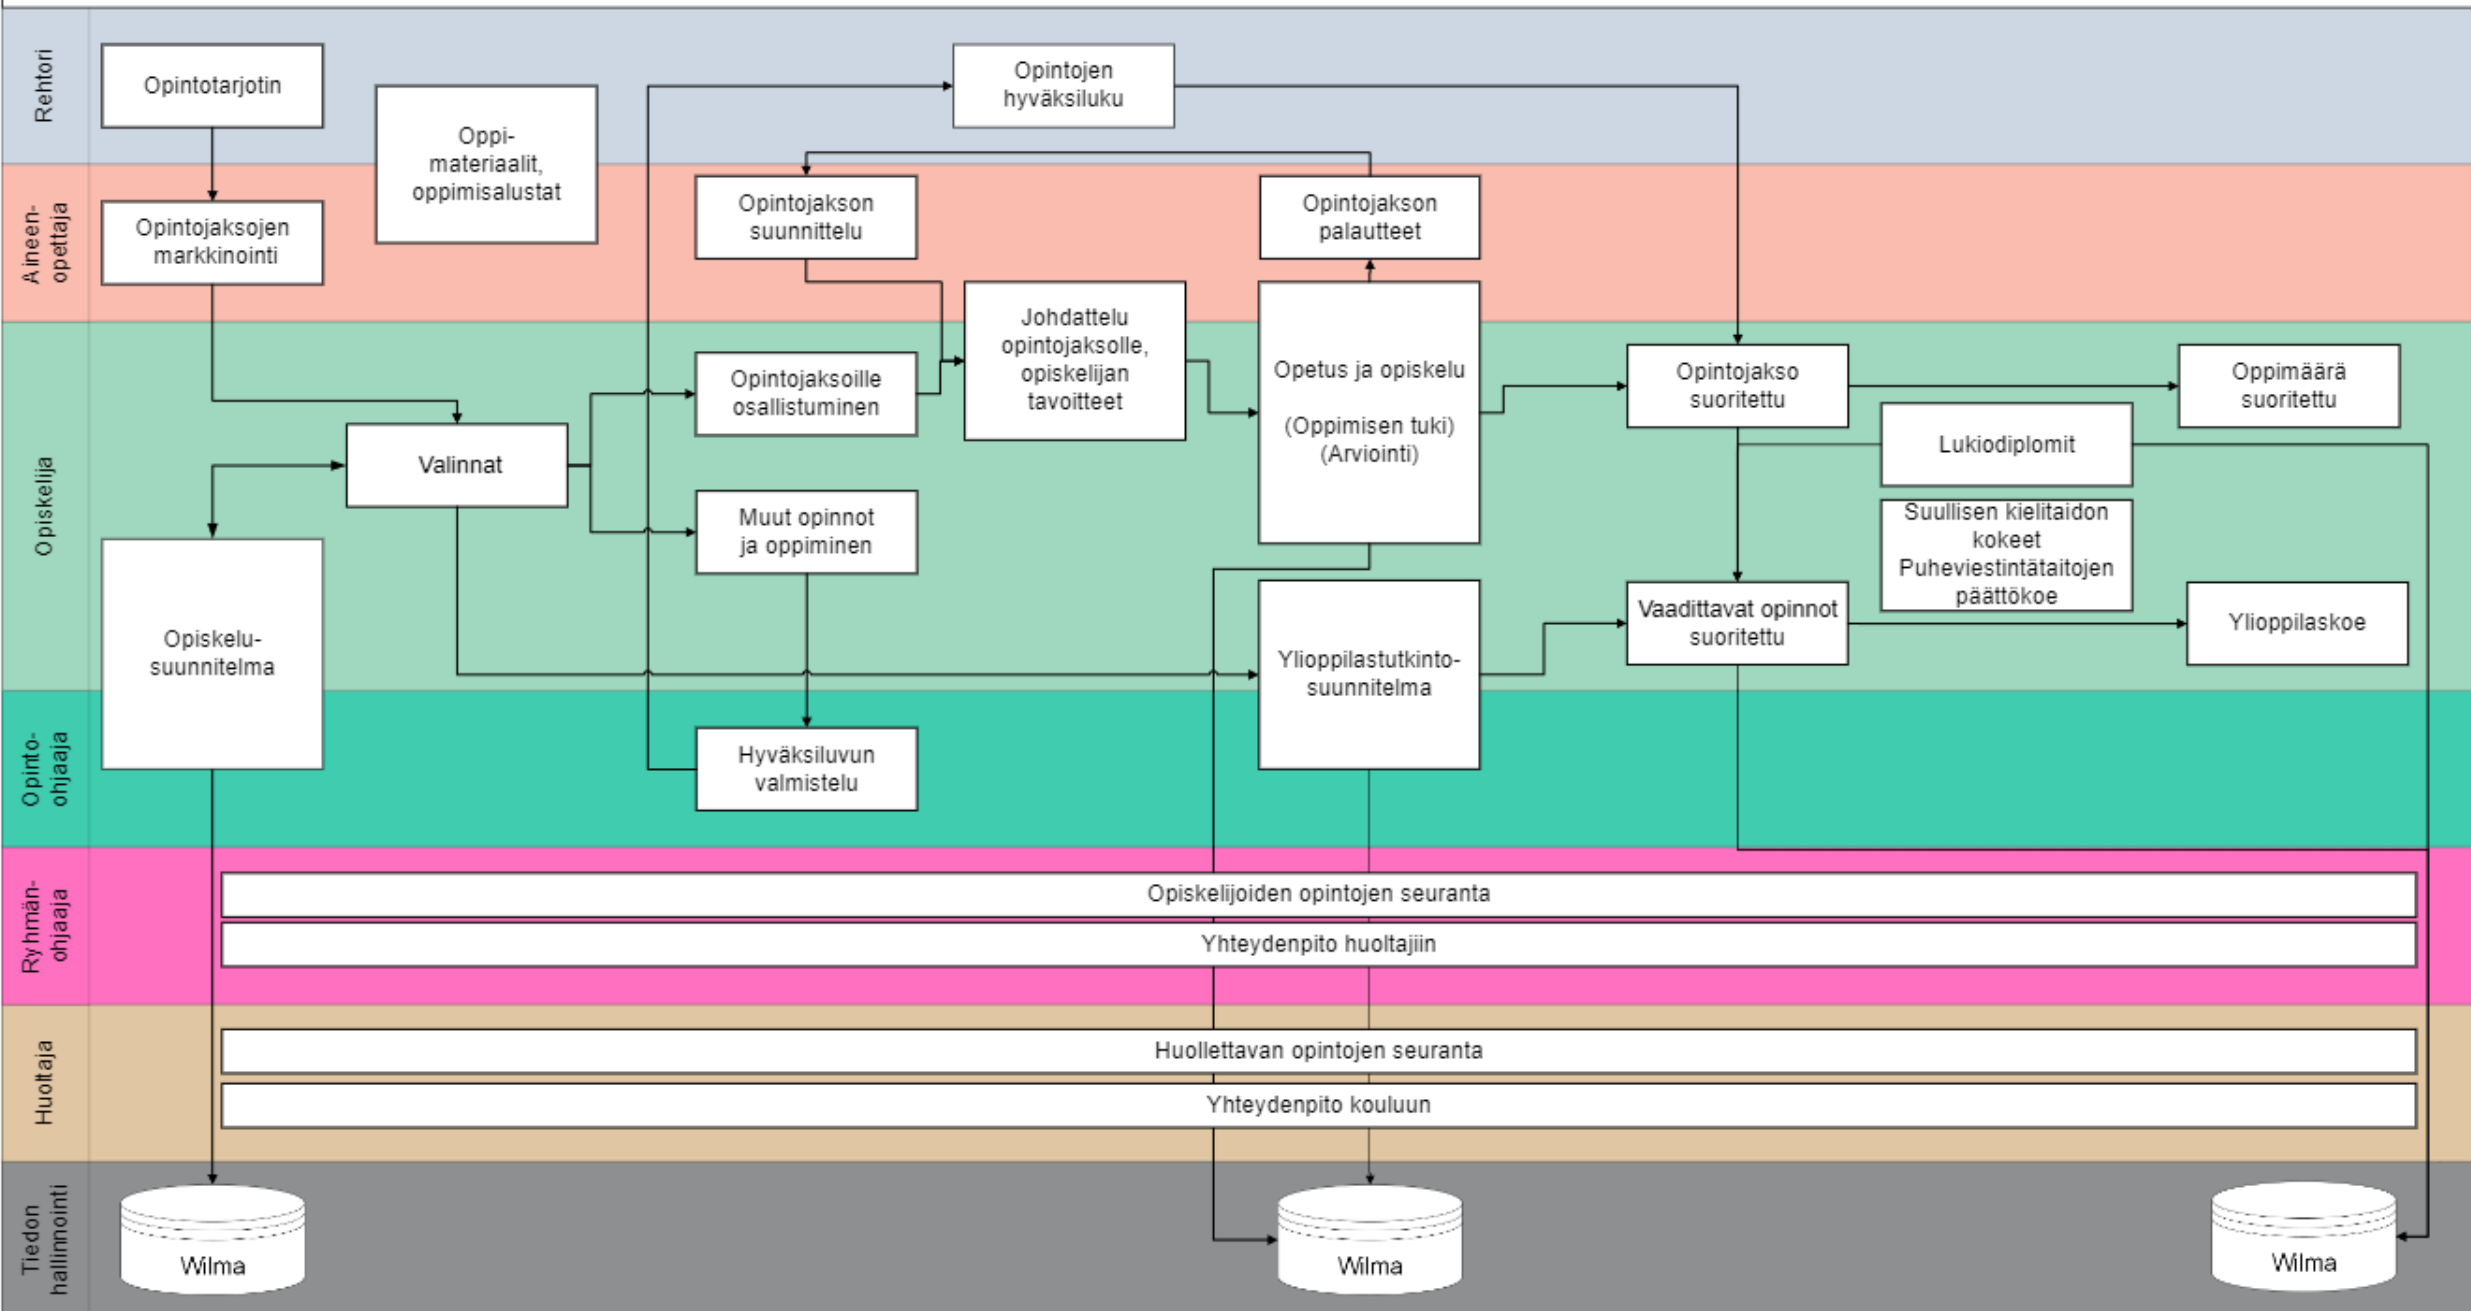 Rehtori
Opintotarjotin
Oppi-
materiaalit,
oppimisalustat
Opintojen
hyväksiluku
Aineen-
opettaja
Opintojaksojen
markkinointi
Opintojakson
suunnittelu
Opintojakson
palautteet
Opiskelija
Valinnat
Opiskelu-
suunnitelma
Opintojaksoille
osallistuminen
Muut opinnot
ja oppiminen
Johdattelu
opintojaksolle,
opiskelijan
tavoitteet
Opetus ja opiskelu
(Oppimisen tuki)
(Arviointi)
Ylioppilastutkinto-
suunnitelma
Opintojakso
suoritettu
Oppimäärä
suoritettu
Lukiodiplomit
Suullisen kielitaidon
kokeet
Puheviestintätaitojen
päättökoe
Vaadittavat opinnot
suoritettu
Ylioppilaskoe
Opinto-
ohjaaja
Hyväksiluvun
valmistelu
Ryhmän-
ohjaaja
Opiskelijoiden opintojen seuranta
Yhteydenpito huoltajiin
Huoltaja
Huollettavan opintojen seuranta
Yhteydenpito kouluun
Tiedon
hallinnointi
Wilma
Wilma
Wilma